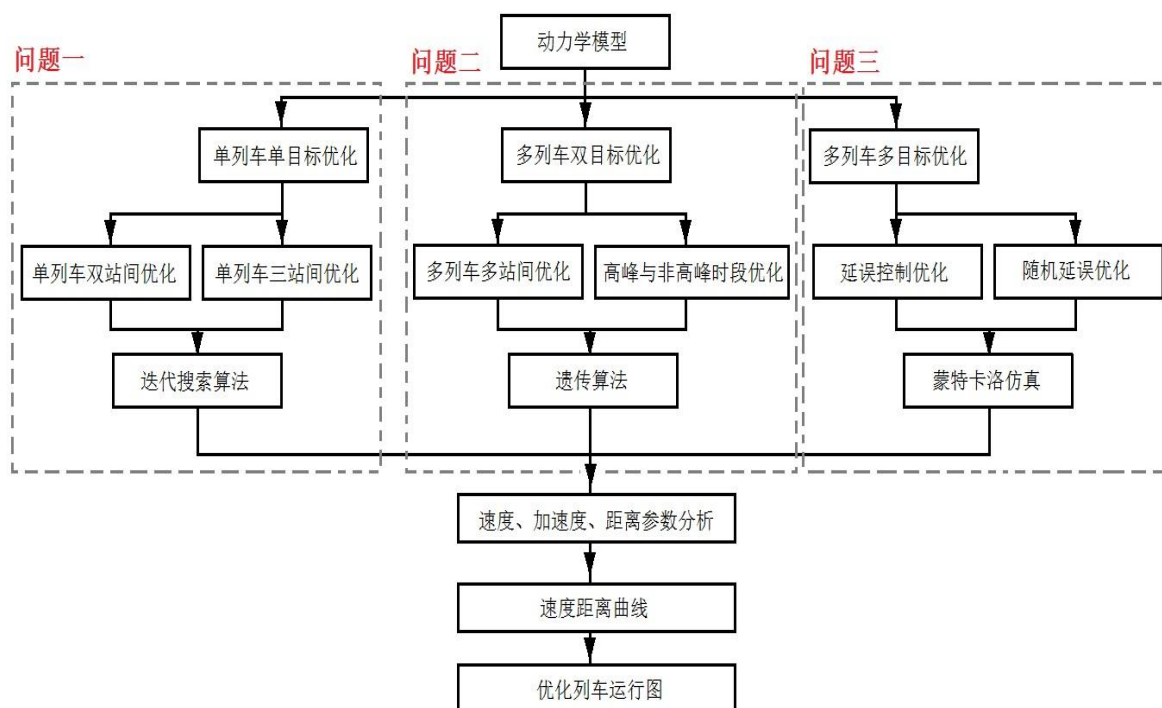 动力学模型
问题一
问题二
问题三
单列车单目标优化
多列车双目标优化
多列车多目标优化
单列车双站间优化
单列车三站间优化
多列车多站间优化
高峰与非高峰时段优化
延误控制优化
随机延误优化
迭代搜索算法
遗传算法
蒙特卡洛仿真
速度、加速度、距离参数分析
速度距离曲线
优化列车运行图